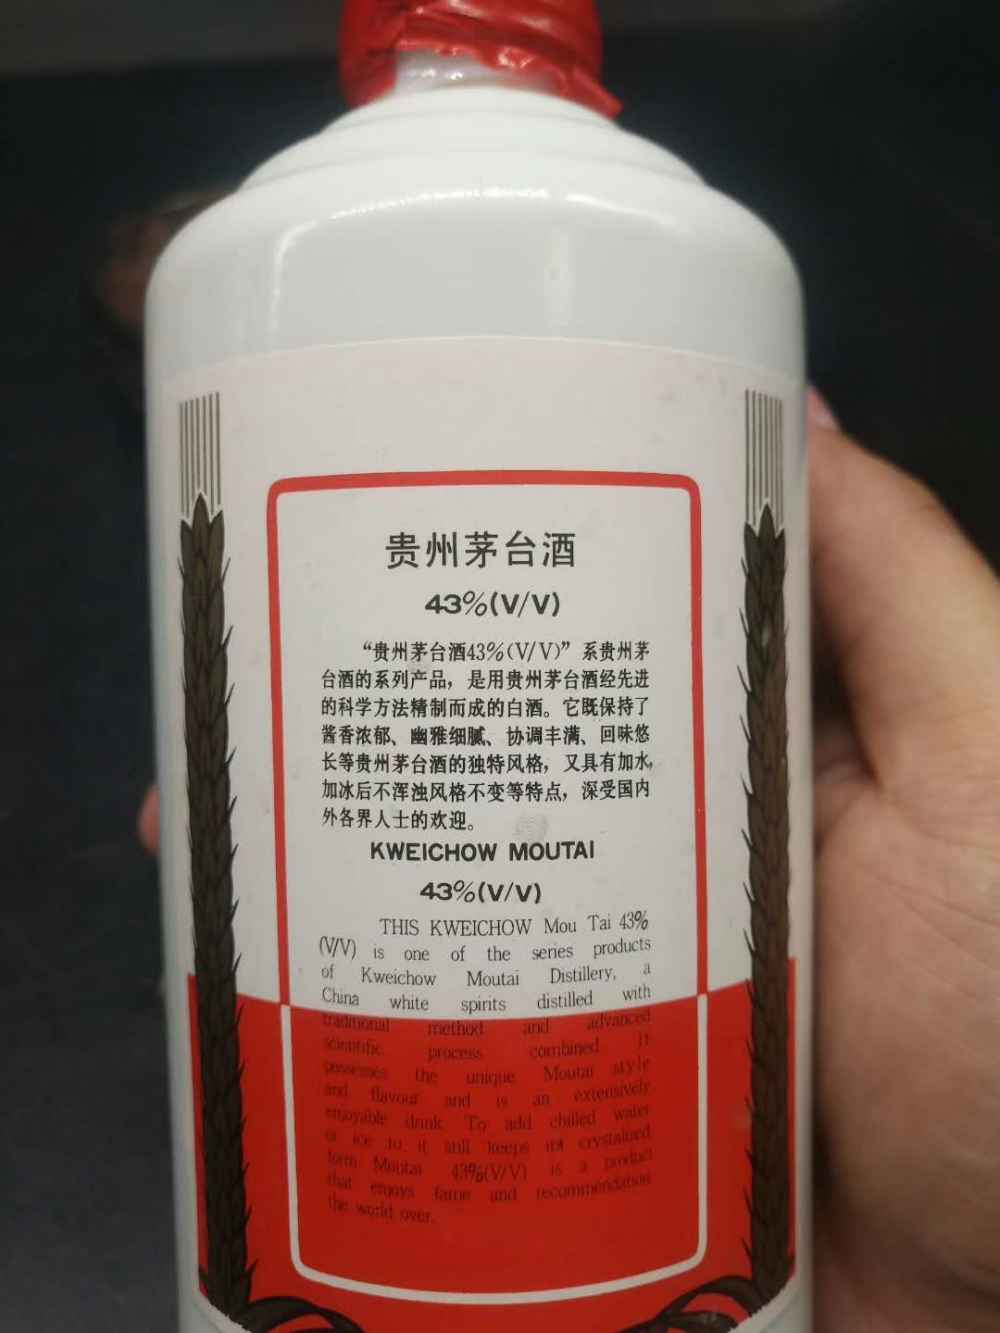 贵州茅台酒
43%(V/V)
“贵州茅台酒43%(V/V)”系贵州茅
台酒的系列产品，是用贵州茅台酒经先进
的科学方法精制而成的白酒。它既保持了
酱香浓郁、幽雅细腻、协调丰满、回味悠
长等贵州茅台酒的独特风格，又具有加水，
加冰后不浑浊风格不变等特点，深受国内
外各界人士的欢迎。
KWEICHOW MOUTAI
43%(V/V)
THIS KWEICHOW Mou Tai 43%
(V/V) is one of the series products
of Kweichow Moutai Distillery, a
China white spirits distilled with
traditional method and advanced
scientific process combined. It
possesses the unique Moutai style
and flavour and is an extensively
enjoyable drink. To add chilled water
or ice to it still keeps its crystalized
form Moutai 43%(V/V) is a product
that enjoys fame and recommendation
the world over.